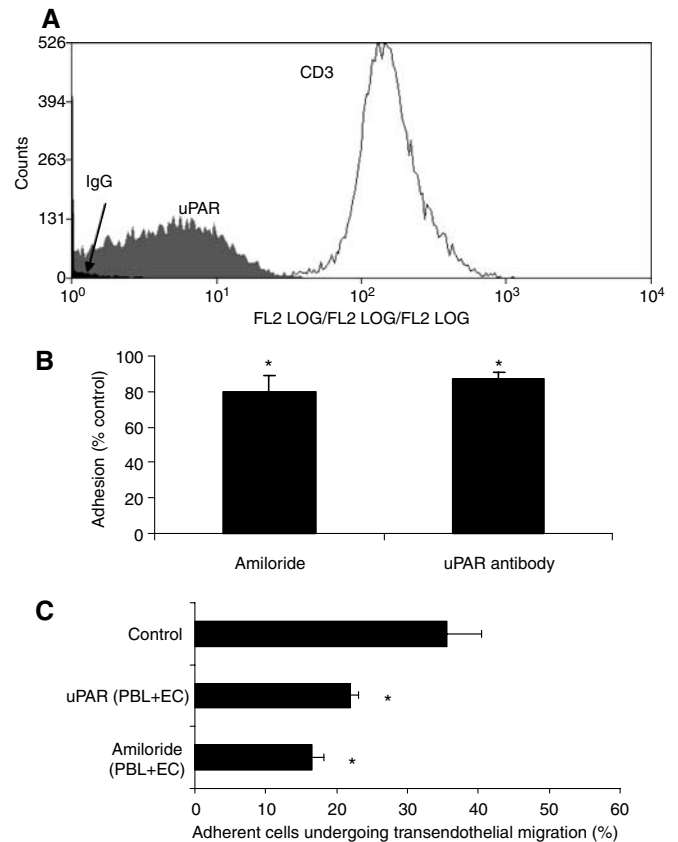 A
526
394
263
131
0
Counts
CD3
IgG
uPAR
10⁰ 10¹ 10² 10³ 10⁴
FL2 LOG/FL2 LOG/FL2 LOG
B
100
80
60
40
20
0
Adhesion (% control)
* *
Amiloride uPAR antibody
C
Control
uPAR (PBL+EC) *
Amiloride
(PBL+EC) *
0 10 20 30 40 50 60
Adherent cells undergoing transendothelial migration (%)